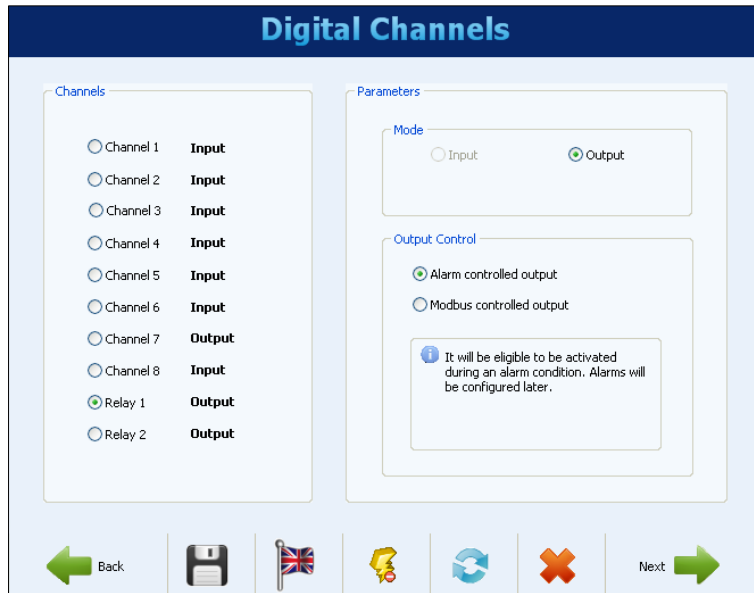 Digital Channels
Channels
Channel 1 Input
Channel 2 Input
Channel 3 Input
Channel 4 Input
Channel 5 Input
Channel 6 Input
Channel 7 Output
Channel 8 Input
Relay 1 Output
Relay 2 Output
Parameters
Mode
Input Output
Output Control
Alarm controlled output
Modbus controlled output
It will be eligible to be activated
during an alarm condition. Alarms will
be configured later.
Back
Next